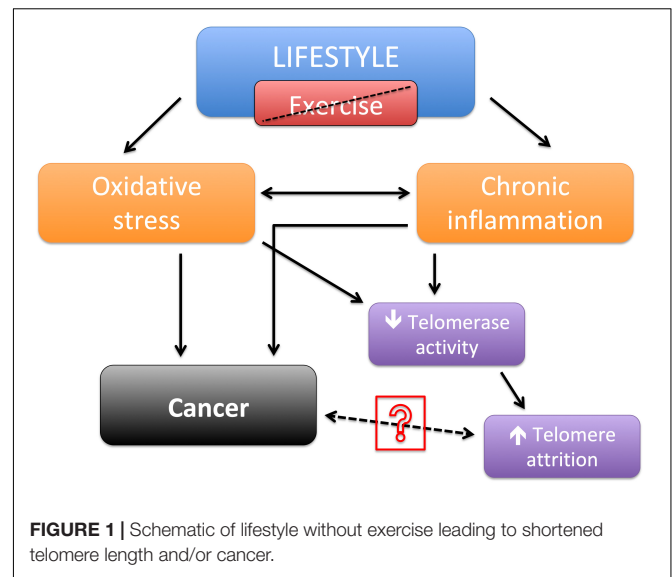 LIFESTYLE
Exercise
Oxidative
stress
Chronic
inflammation
↓ Telomerase
activity
Cancer
?
↑ Telomere
attrition
FIGURE 1 | Schematic of lifestyle without exercise leading to shortened
telomere length and/or cancer.